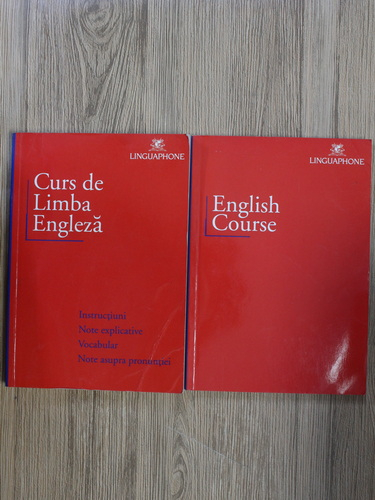 LINGUAPHONE
Curs de
Limba
Engleză
Instrucțiuni
Note explicative
Vocabular
Note asupra pronunției
LINGUAPHONE
English
Course